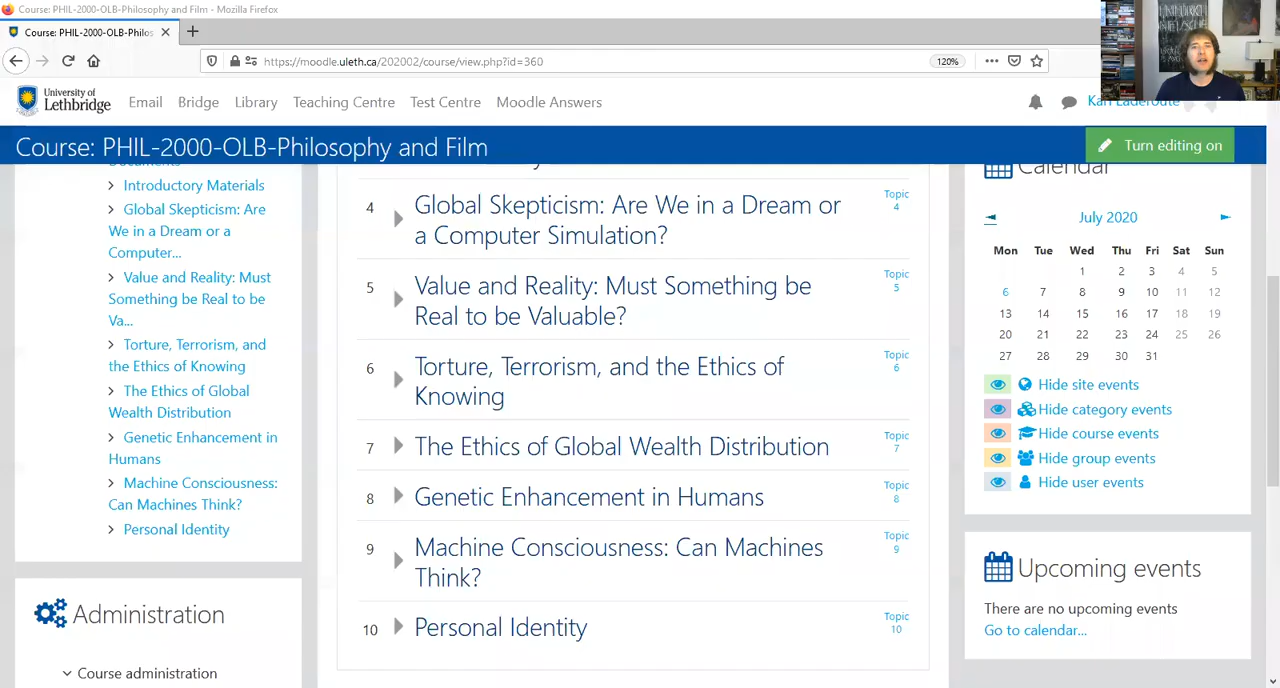 Course: PHIL-2000-OLB-Philosophy and Film - Mozilla Firefox
Course: PHIL-2000-OLB-Philos
https://moodle.uleth.ca/202002/course/view.php?id=360
120%
University of
Lethbridge
Email Bridge Library Teaching Centre Test Centre Moodle Answers
Karl Laderoute
Course: PHIL-2000-OLB-Philosophy and Film
Turn editing on
Documents
Introductory Materials
Global Skepticism: Are
We in a Dream or a
Computer...
Value and Reality: Must
Something be Real to be
Va...
Torture, Terrorism, and
the Ethics of Knowing
The Ethics of Global
Wealth Distribution
Genetic Enhancement in
Humans
Machine Consciousness:
Can Machines Think?
Personal Identity
Administration
Course administration
4 Global Skepticism: Are We in a Dream or
a Computer Simulation?
Topic
4
5 Value and Reality: Must Something be
Real to be Valuable?
Topic
5
6 Torture, Terrorism, and the Ethics of
Knowing
Topic
6
7 The Ethics of Global Wealth Distribution
Topic
7
8 Genetic Enhancement in Humans
Topic
8
9 Machine Consciousness: Can Machines
Think?
Topic
9
10 Personal Identity
Topic
10
Calendar
July 2020
Mon Tue Wed Thu Fri Sat Sun
1 2 3 4 5
6 7 8 9 10 11 12
13 14 15 16 17 18 19
20 21 22 23 24 25 26
27 28 29 30 31
Hide site events
Hide category events
Hide course events
Hide group events
Hide user events
Upcoming events
There are no upcoming events
Go to calendar...